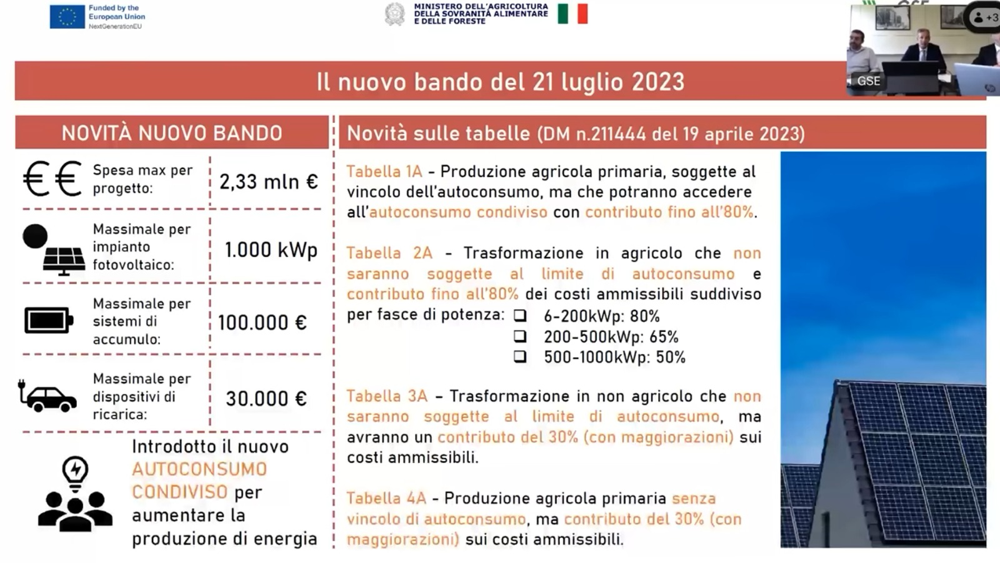 Funded by the
European Union
NextGenerationEU
MINISTERO DELL'AGRICOLTURA
DELLA SOVRANITÀ ALIMENTARE
E DELLE FORESTE
+3
GSE
Il nuovo bando del 21 luglio 2023
NOVITÀ NUOVO BANDO
€€ Spesa max per
progetto:
2,33 mln €
Massimale per
impianto
fotovoltaico:
1.000 kWp
Massimale per
sistemi di
accumulo:
100.000 €
Massimale per
dispositivi di
ricarica:
30.000 €
Introdotto il nuovo
AUTOCONSUMO
CONDIVISO per
aumentare la
produzione di energia
Novità sulle tabelle (DM n.211444 del 19 aprile 2023)
Tabella 1A - Produzione agricola primaria, soggette al
vincolo dell'autoconsumo, ma che potranno accedere
all'autoconsumo condiviso con contributo fino all'80%.
Tabella 2A - Trasformazione in agricolo che non
saranno soggette al limite di autoconsumo e
contributo fino all'80% dei costi ammissibili suddiviso
per fasce di potenza: ❑ 6-200kWp: 80%
❑ 200-500kWp: 65%
❑ 500-1000kWp: 50%
Tabella 3A – Trasformazione in non agricolo che non
saranno soggette al limite di autoconsumo, ma
avranno un contributo del 30% (con maggiorazioni) sui
costi ammissibili.
Tabella 4A - Produzione agricola primaria senza
vincolo di autoconsumo, ma contributo del 30% (con
maggiorazioni) sui costi ammissibili.